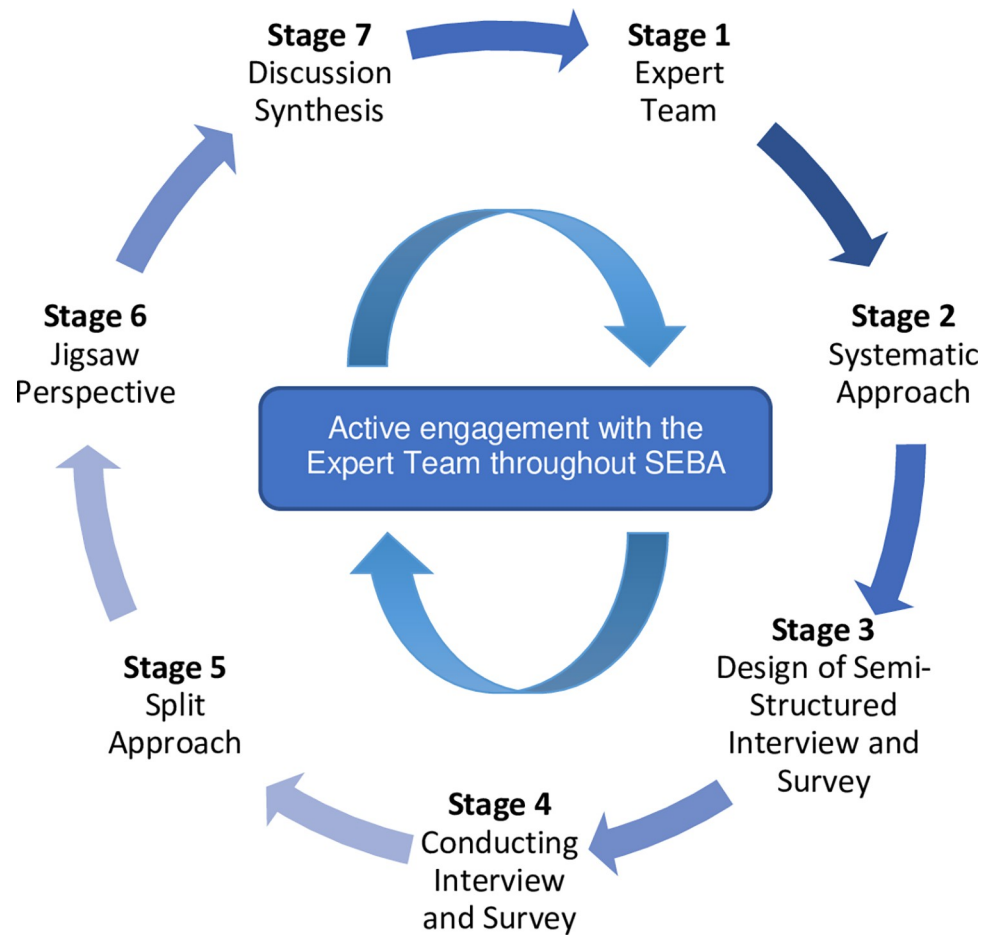 Stage 1
Expert
Team
Stage 2
Systematic
Approach
Stage 3
Design of Semi-
Structured
Interview and
Survey
Stage 4
Conducting
Interview
and Survey
Stage 5
Split
Approach
Stage 6
Jigsaw
Perspective
Stage 7
Discussion
Synthesis
Active engagement with the
Expert Team throughout SEBA